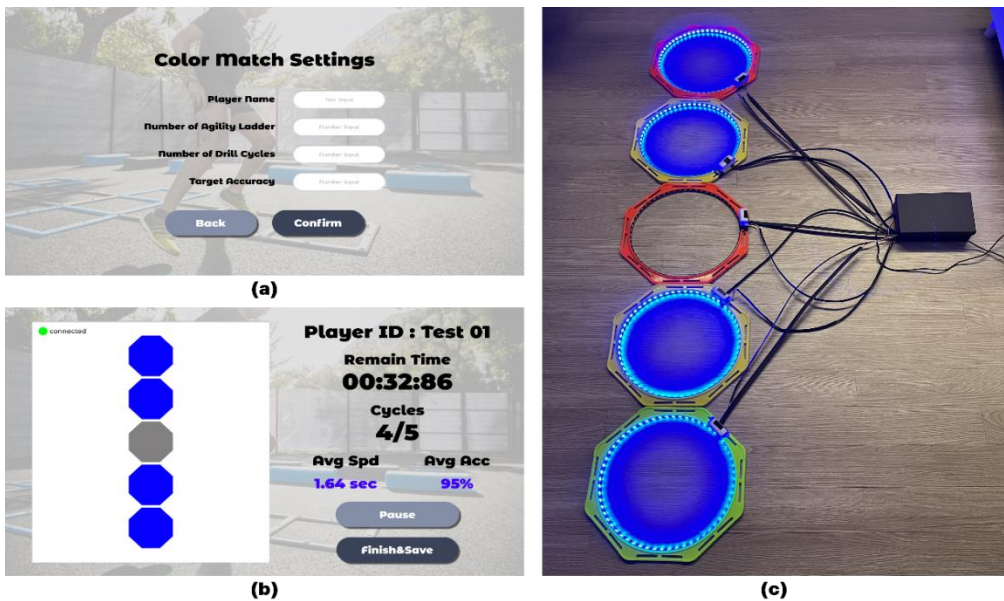 Color Match Settings
Player Name
Text Input
Number of Agility Ladder
Number Input
Number of Drill Cycles
Number Input
Target Accuracy
Number Input
Back
Confirm
(a)
connected
Player ID : Test 01
Remain Time
00:32:86
Cycles
4/5
Avg Spd
Avg Acc
1.64 sec
95%
Pause
Finish&Save
(b)
(c)